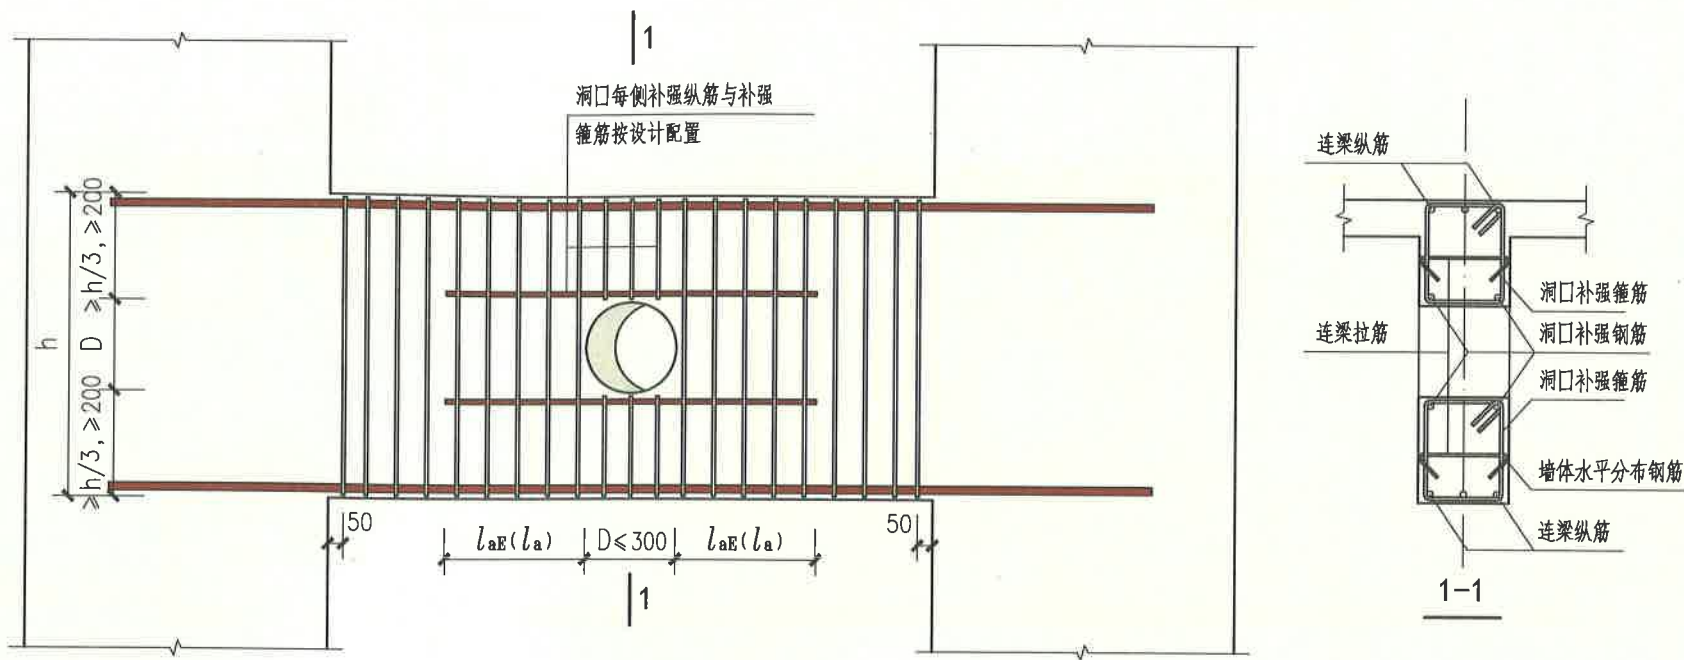 1
洞口每侧补强纵筋与补强
箍筋按设计配置
h
≥h/3,≥200
D
≥h/3,≥200
50
50
laE(la)
D≤300
laE(la)
1
连梁纵筋
洞口补强箍筋
连梁拉筋
洞口补强钢筋
洞口补强箍筋
墙体水平分布钢筋
连梁纵筋
1-1